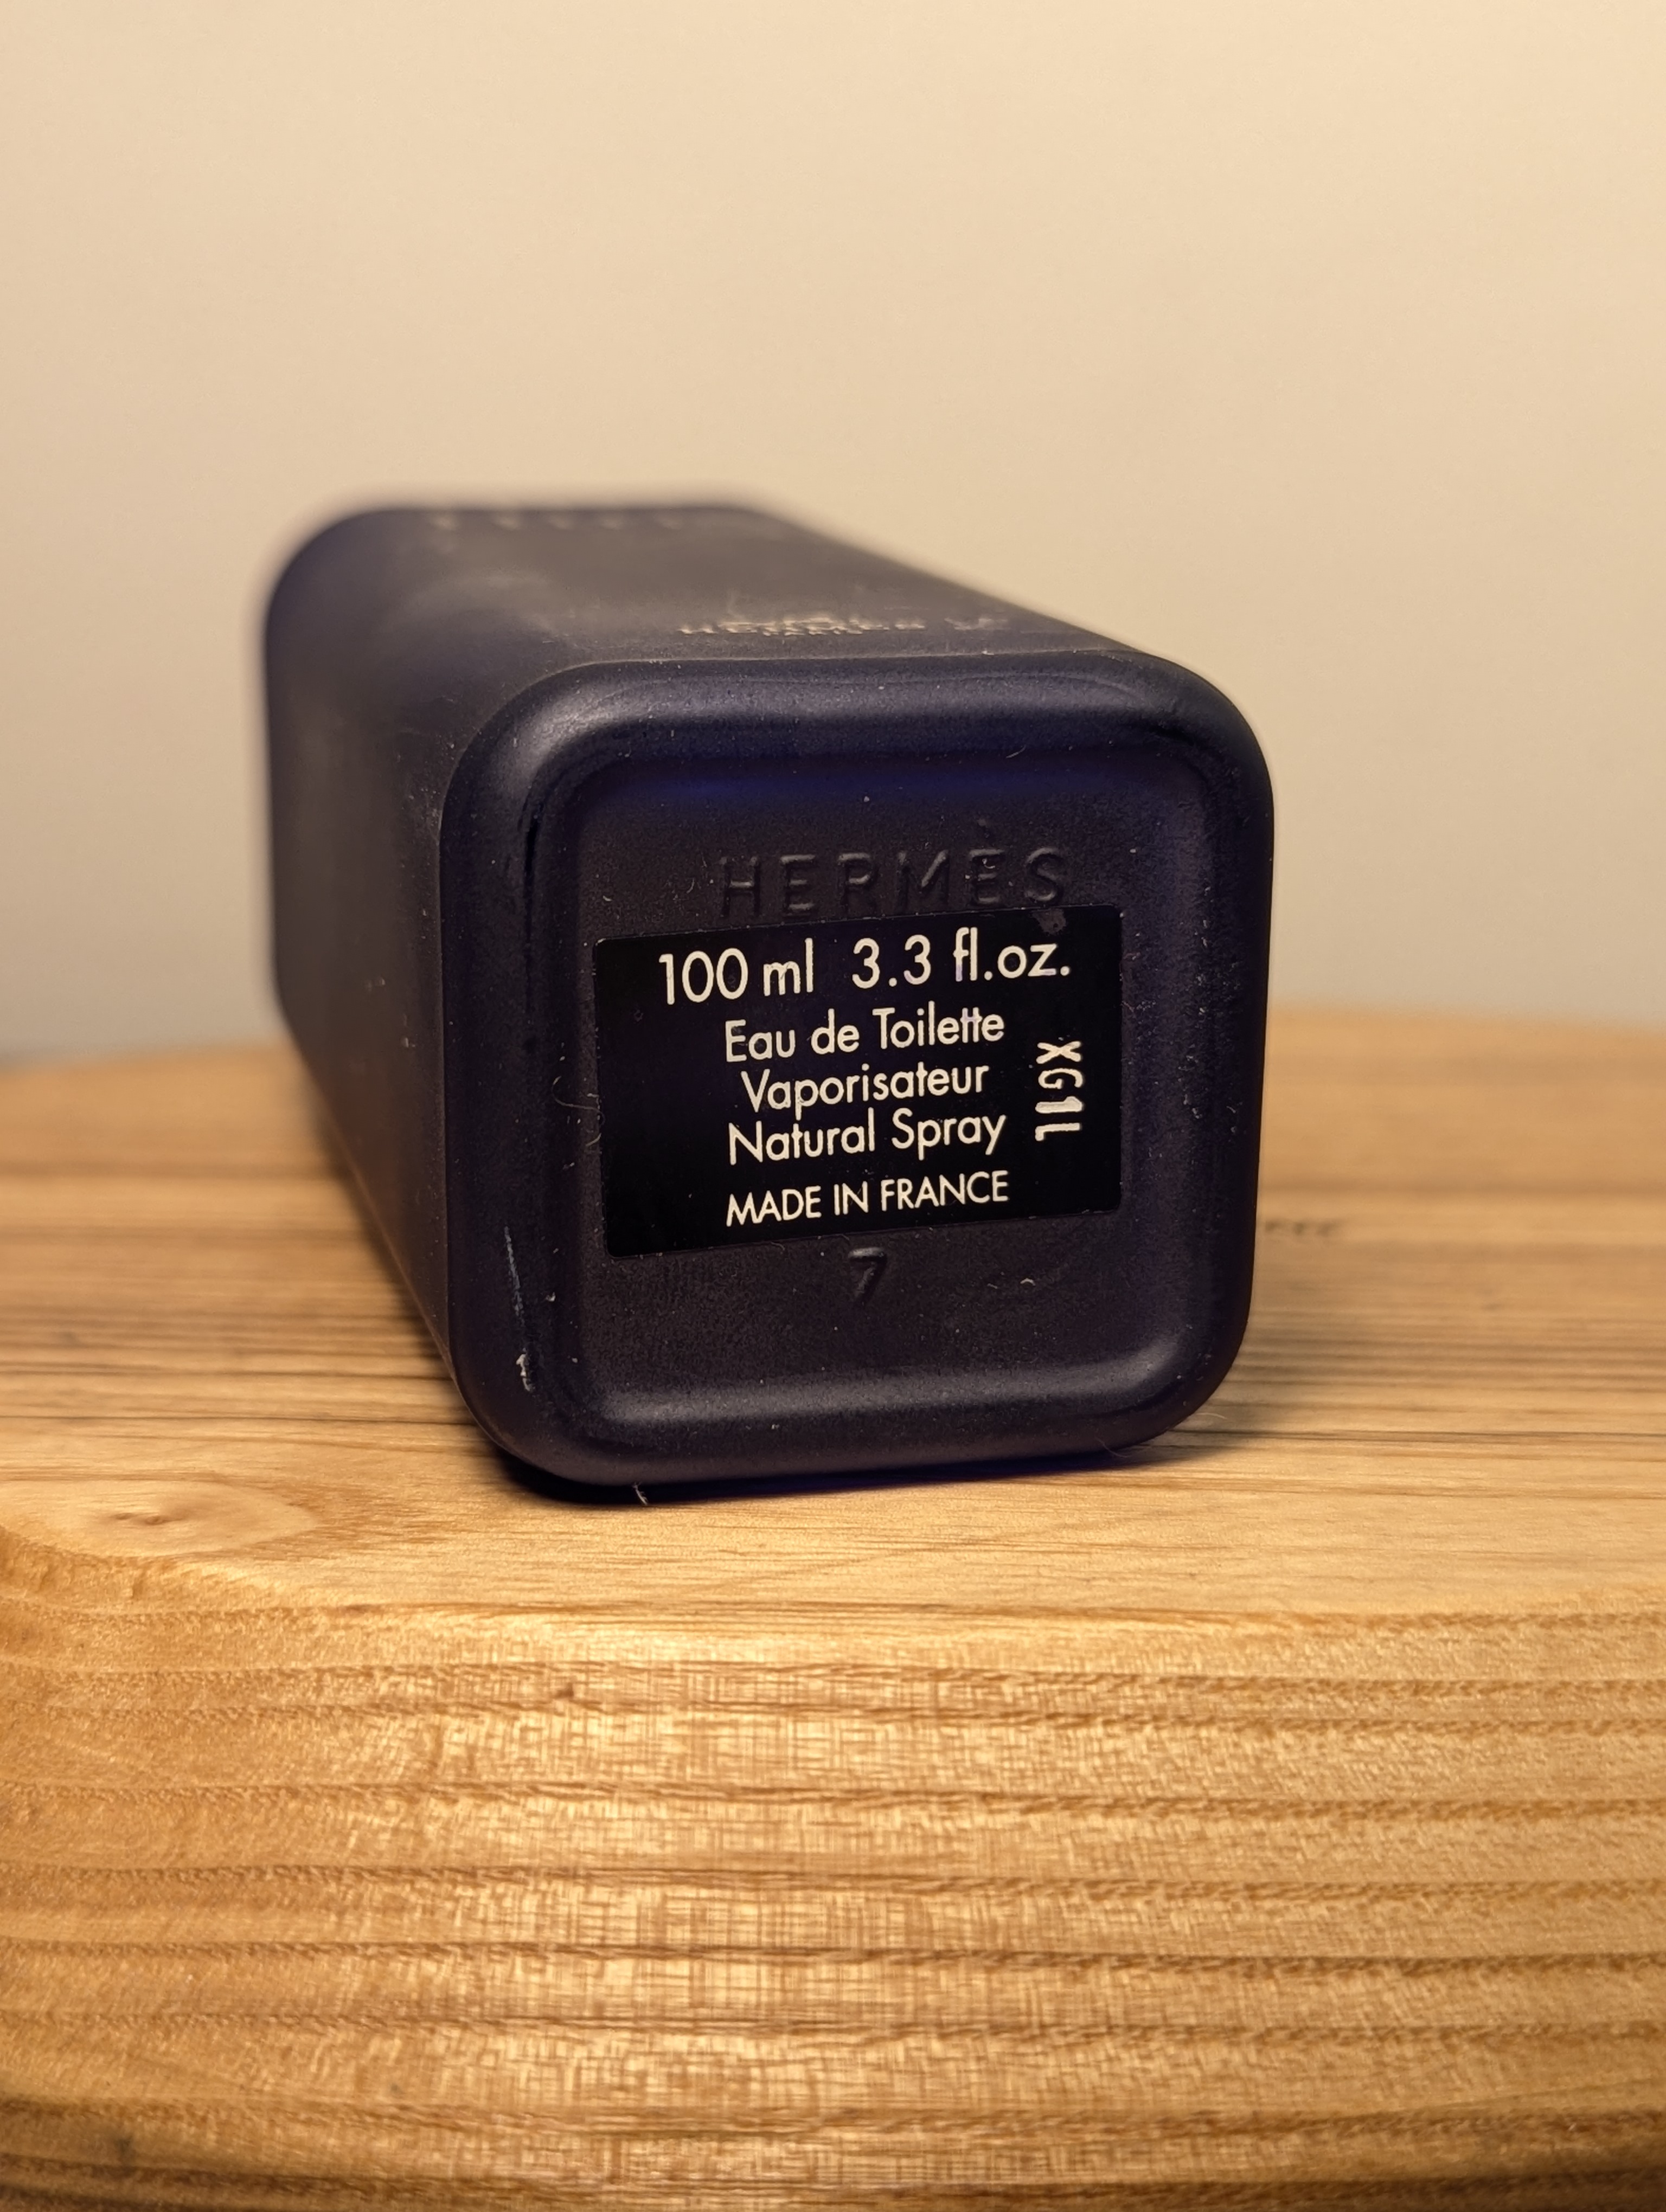 HERMÈS
100 ml 3.3 fl.oz.
Eau de Toilette
Vaporisateur
Natural Spray
MADE IN FRANCE
XG1L
7